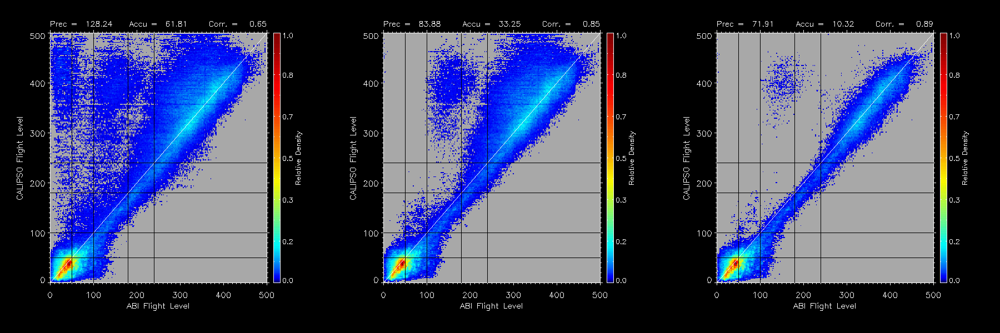 Prec = 128.24 Accu = 61.81 Corr. = 0.65
500
400
300
200
100
0
CALIPSO Flight Level
0 100 200 300 400 500
ABI Flight Level
1.0
0.8
0.7
0.5
0.3
0.2
0.0
Relative Density
Prec = 83.88 Accu = 33.25 Corr. = 0.85
500
400
300
200
100
0
CALIPSO Flight Level
0 100 200 300 400 500
ABI Flight Level
1.0
0.8
0.7
0.5
0.3
0.2
0.0
Relative Density
Prec = 71.91 Accu = 10.32 Corr. = 0.89
500
400
300
200
100
0
CALIPSO Flight Level
0 100 200 300 400 500
ABI Flight Level
1.0
0.8
0.7
0.5
0.3
0.2
0.0
Relative Density